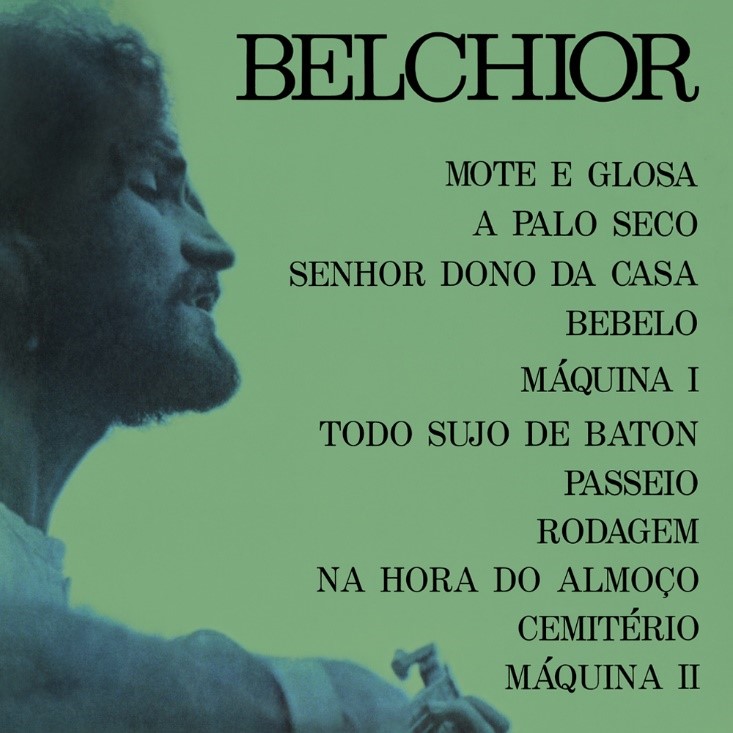 BELCHIOR
MOTE E GLOSA
A PALO SECO
SENHOR DONO DA CASA
BEBELO
MÁQUINA I
TODO SUJO DE BATON
PASSEIO
RODAGEM
NA HORA DO ALMOÇO
CEMITÉRIO
MÁQUINA II